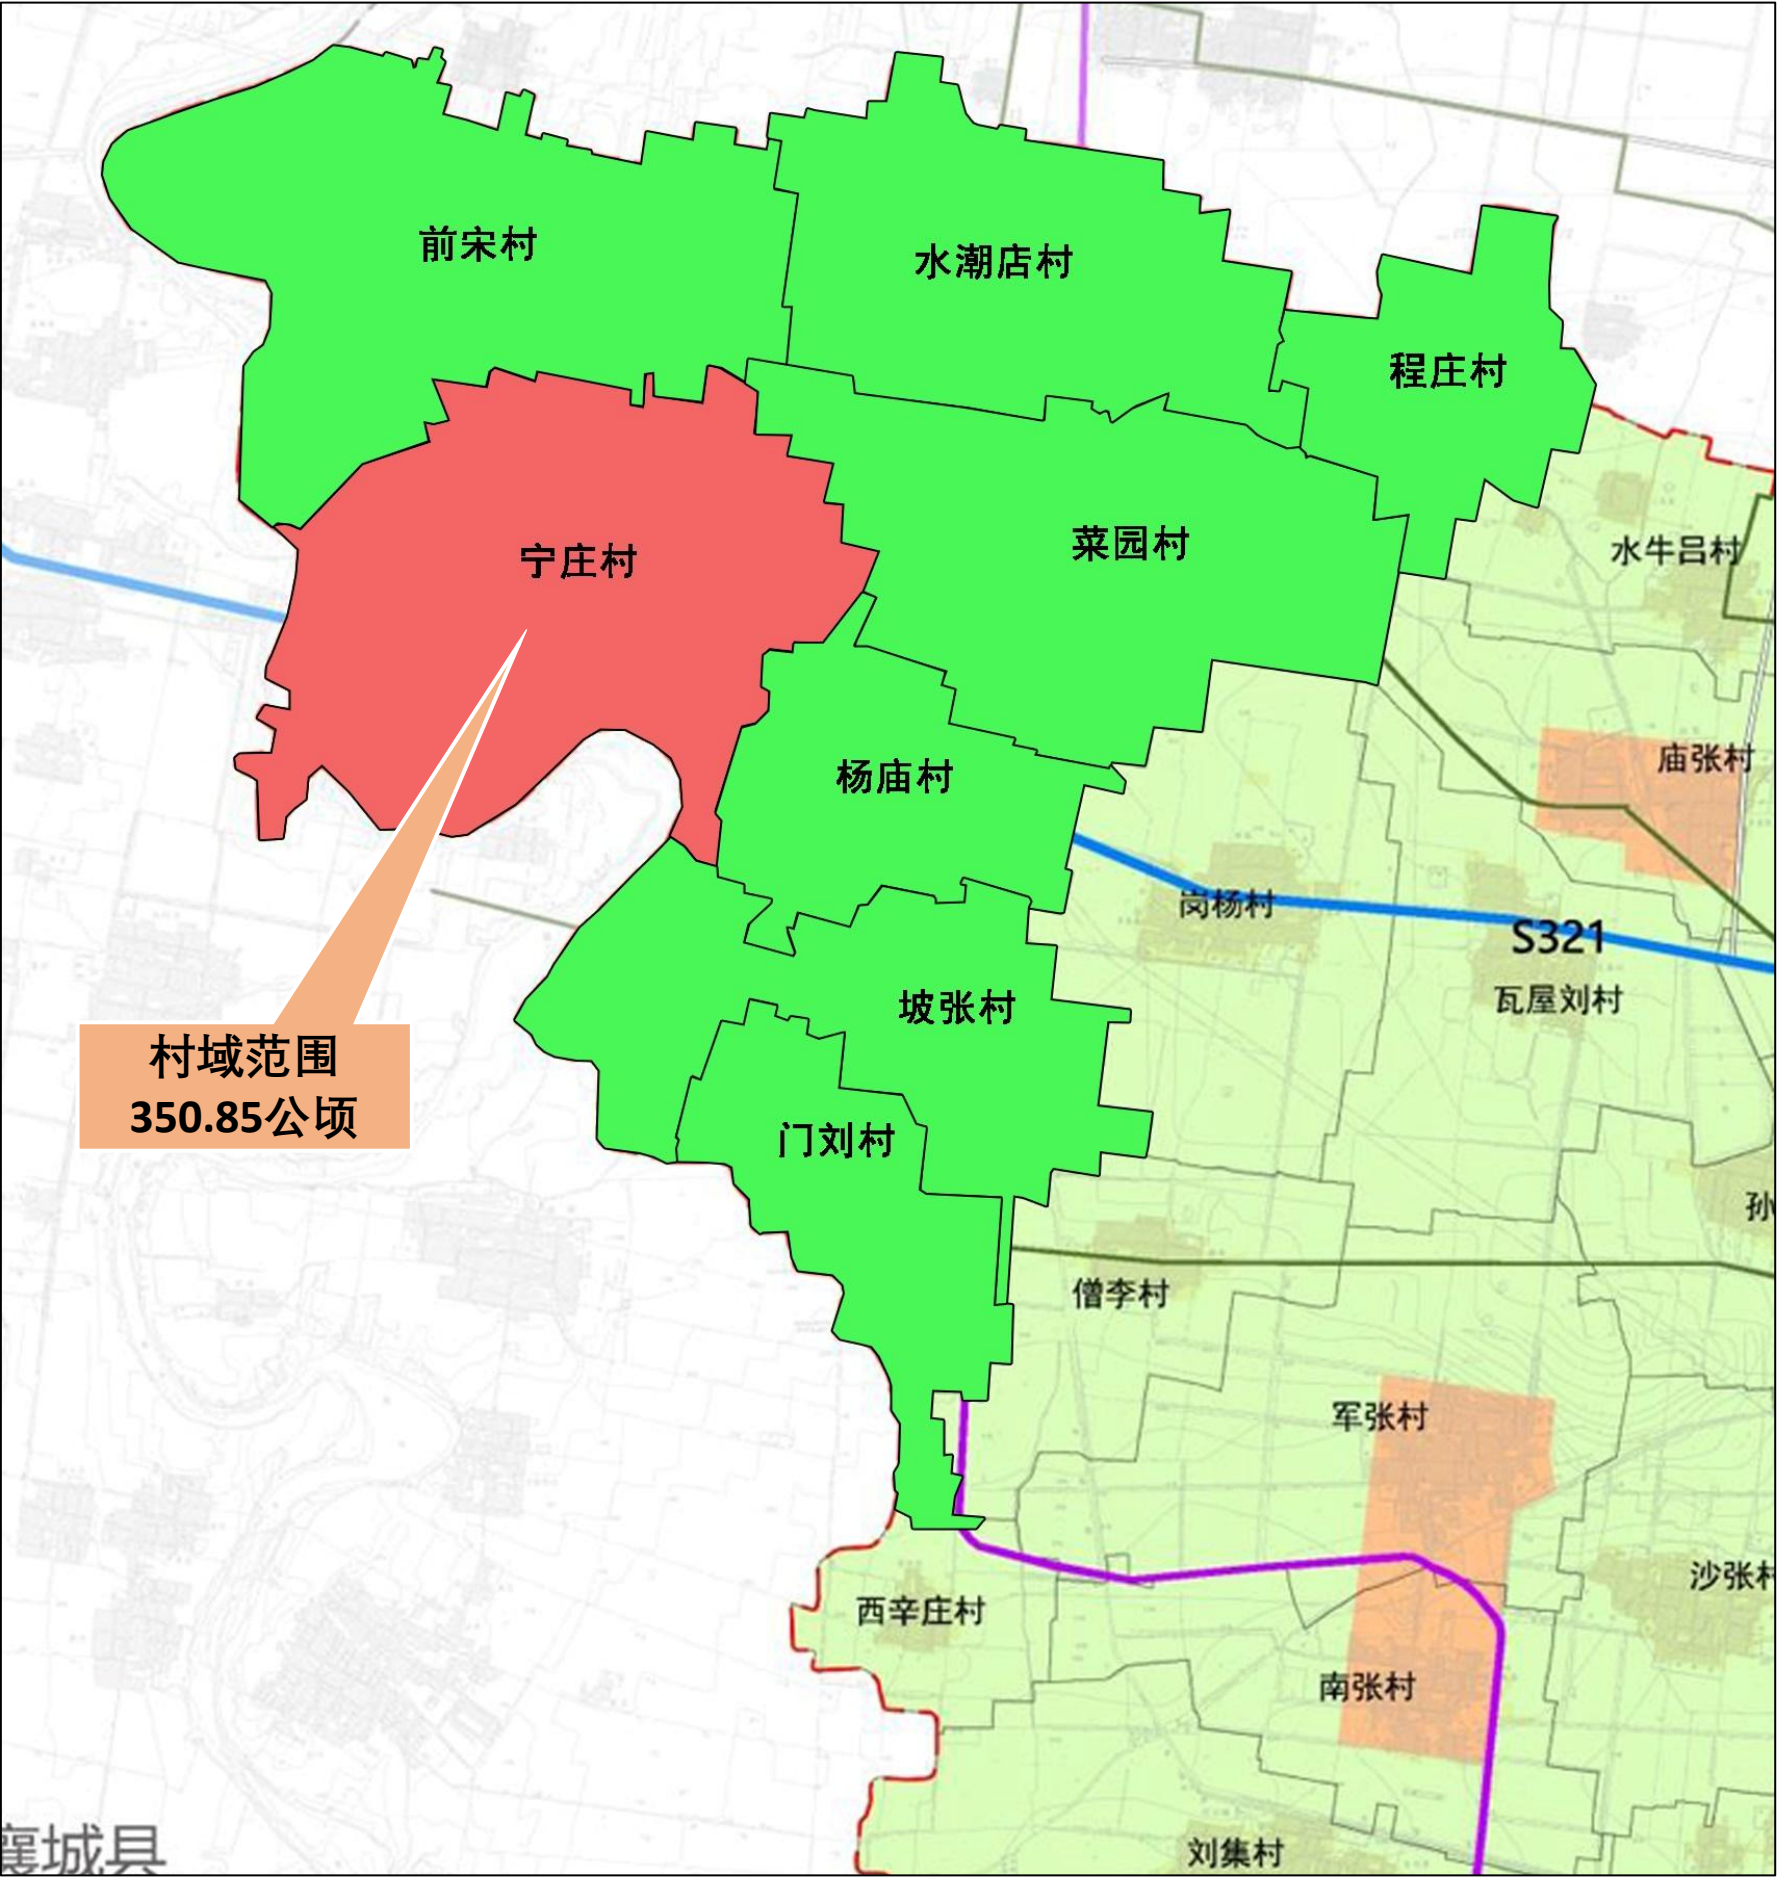 前宋村
水潮店村
程庄村
宁庄村
菜园村
水牛吕村
庙张村
杨庙村
岗杨村
S321
瓦屋刘村
坡张村
村域范围
350.85公顷
门刘村
孙
僧李村
军张村
沙张村
西辛庄村
南张村
刘集村
襄城县